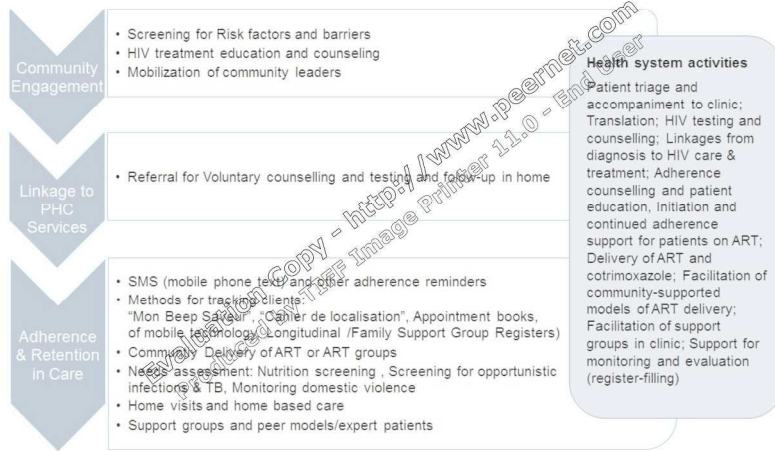 Community
Engagement
• Screening for Risk factors and barriers
• HIV treatment education and counseling
• Mobilization of community leaders
Linkage to
PHC
Services
• Referral for Voluntary counselling and testing and follow-up in home
Adherence
& Retention
in Care
• SMS (mobile phone text) and other adherence reminders
• Methods for tracking clients:
"Mon Beep Saveur", "Cahier de localisation", Appointment books,
of mobile technology, Longitudinal /Family Support Group Registers)
• Community Delivery of ART or ART groups
• Needs assessment: Nutrition screening , Screening for opportunistic
infections & TB, Monitoring domestic violence
• Home visits and home based care
• Support groups and peer models/expert patients
Health system activities
Patient triage and
accompaniment to clinic;
Translation; HIV testing and
counselling; Linkages from
diagnosis to HIV care &
treatment; Adherence
counselling and patient
education, Initiation and
continued adherence
support for patients on ART;
Delivery of ART and
cotrimoxazole; Facilitation of
community-supported
models of ART delivery;
Facilitation of support
groups in clinic; Support for
monitoring and evaluation
(register-filling)
Evaluation Copy - http://www.peernet.com
Produced by TIFF Image Printer 11.0 - End User